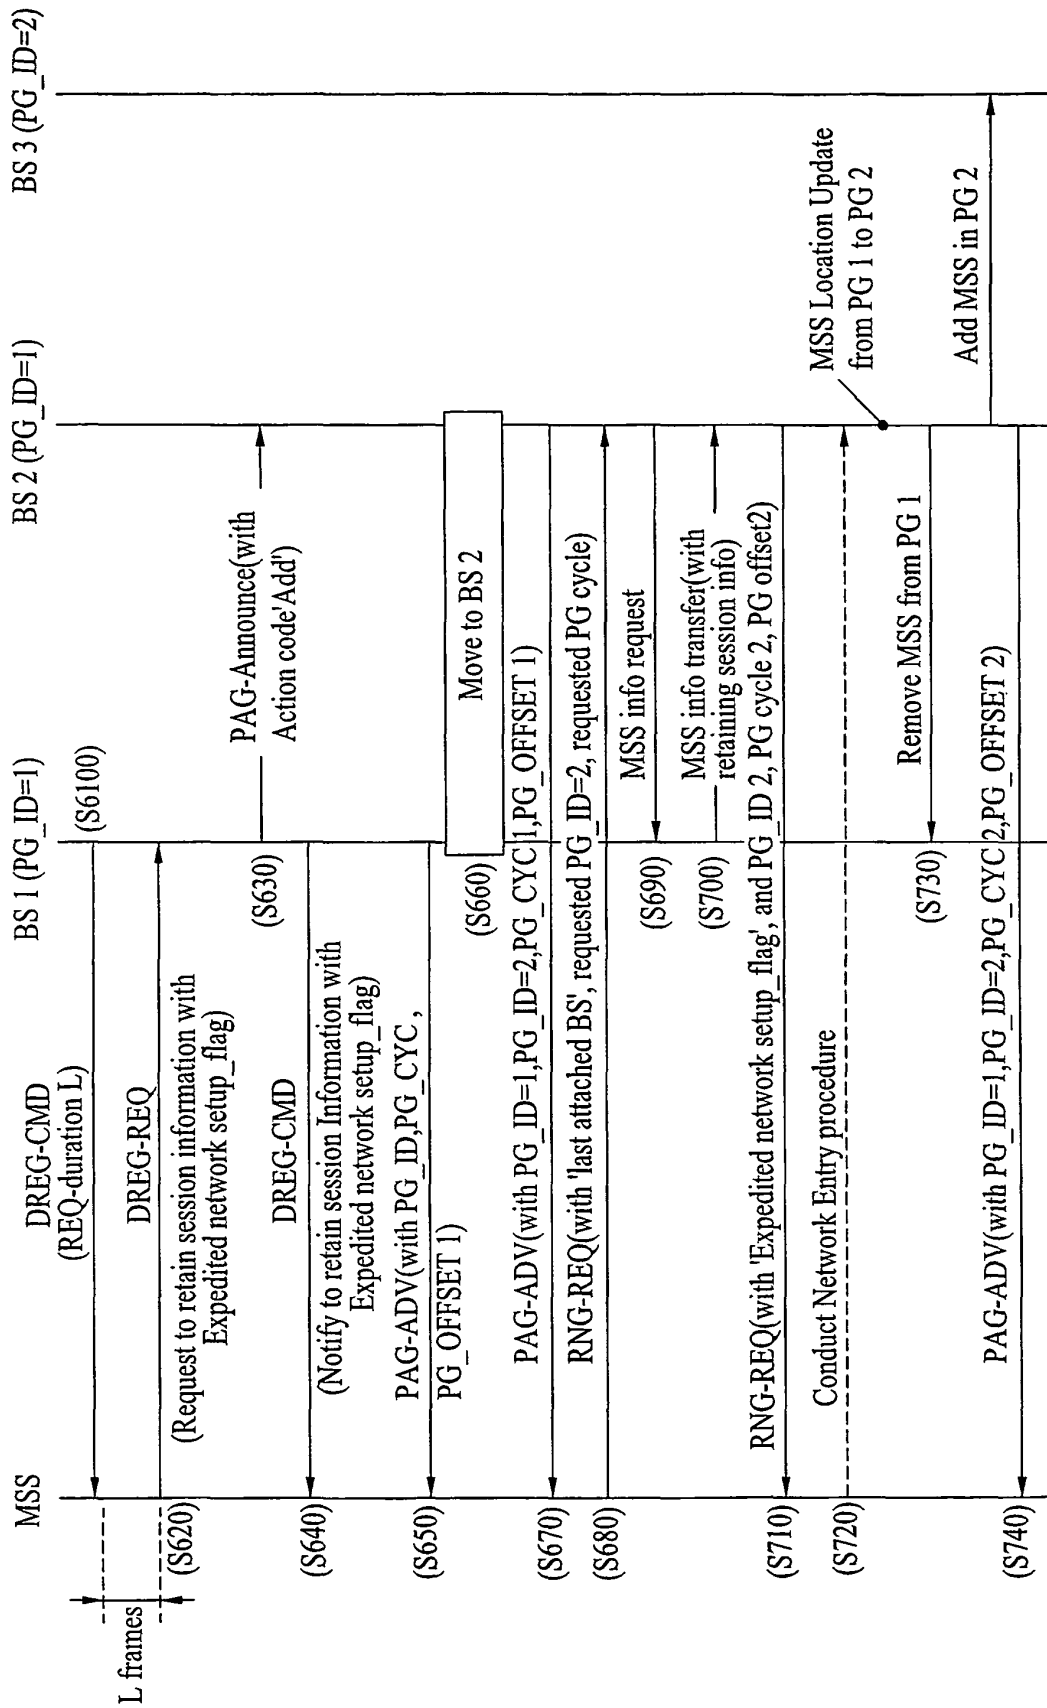 MSS
BS 1 (PG_ID=1)
BS 2 (PG_ID=1)
BS 3 (PG_ID=2)
L frames
DREG-CMD
(REQ-duration L)
(S6100)
DREG-REQ
(S620)
(Request to retain session information with
Expedited network setup_flag)
(S630)
PAG-Announce(with
Action code'Add')
DREG-CMD
(S640)
(Notify to retain session Information with
Expedited network setup_flag)
PAG-ADV(with PG_ID,PG_CYC ,
PG_OFFSET 1)
(S650)
(S660)
Move to BS 2
PAG-ADV(with PG_ID=1,PG_ID=2,PG_CYC 1,PG_OFFSET 1)
(S670)
RNG-REQ(with 'last attached BS', requested PG_ID=2, requested PG cycle)
(S680)
MSS info request
(S690)
MSS info transfer(with
retaining session info)
(S700)
RNG-REQ(with 'Expedited network setup_flag', and PG_ID 2, PG cycle 2, PG offset2)
(S710)
Conduct Network Entry procedure
(S720)
MSS Location Update
from PG 1 to PG 2
Remove MSS from PG 1
(S730)
Add MSS in PG 2
PAG-ADV(with PG_ID=1,PG_ID=2,PG_CYC 2,PG_OFFSET 2)
(S740)